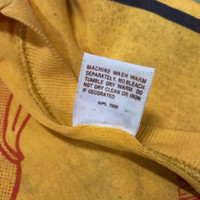 MACHINE WASH WARM
SEPARATELY. NO BLEACH.
TUMBLE DRY WARM. DO
NOT DRY CLEAN OR IRON
IF DECORATED.